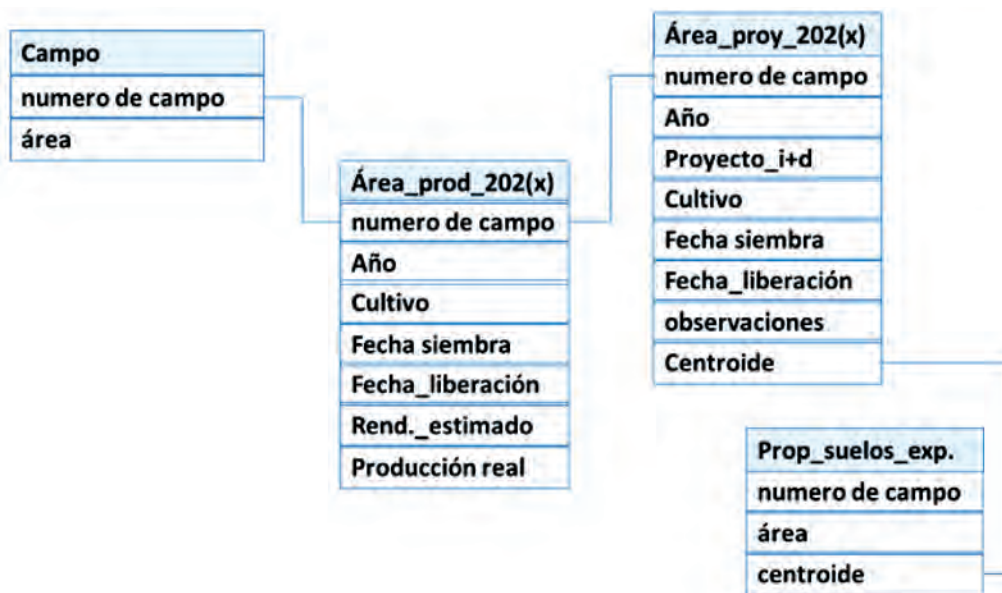 Campo
numero de campo
área
Área_prod_202(x)
numero de campo
Año
Cultivo
Fecha siembra
Fecha_liberación
Rend._estimado
Producción real
Área_proy_202(x)
numero de campo
Año
Proyecto_i+d
Cultivo
Fecha siembra
Fecha_liberación
observaciones
Centroide
Prop_suelos_exp.
numero de campo
área
centroide